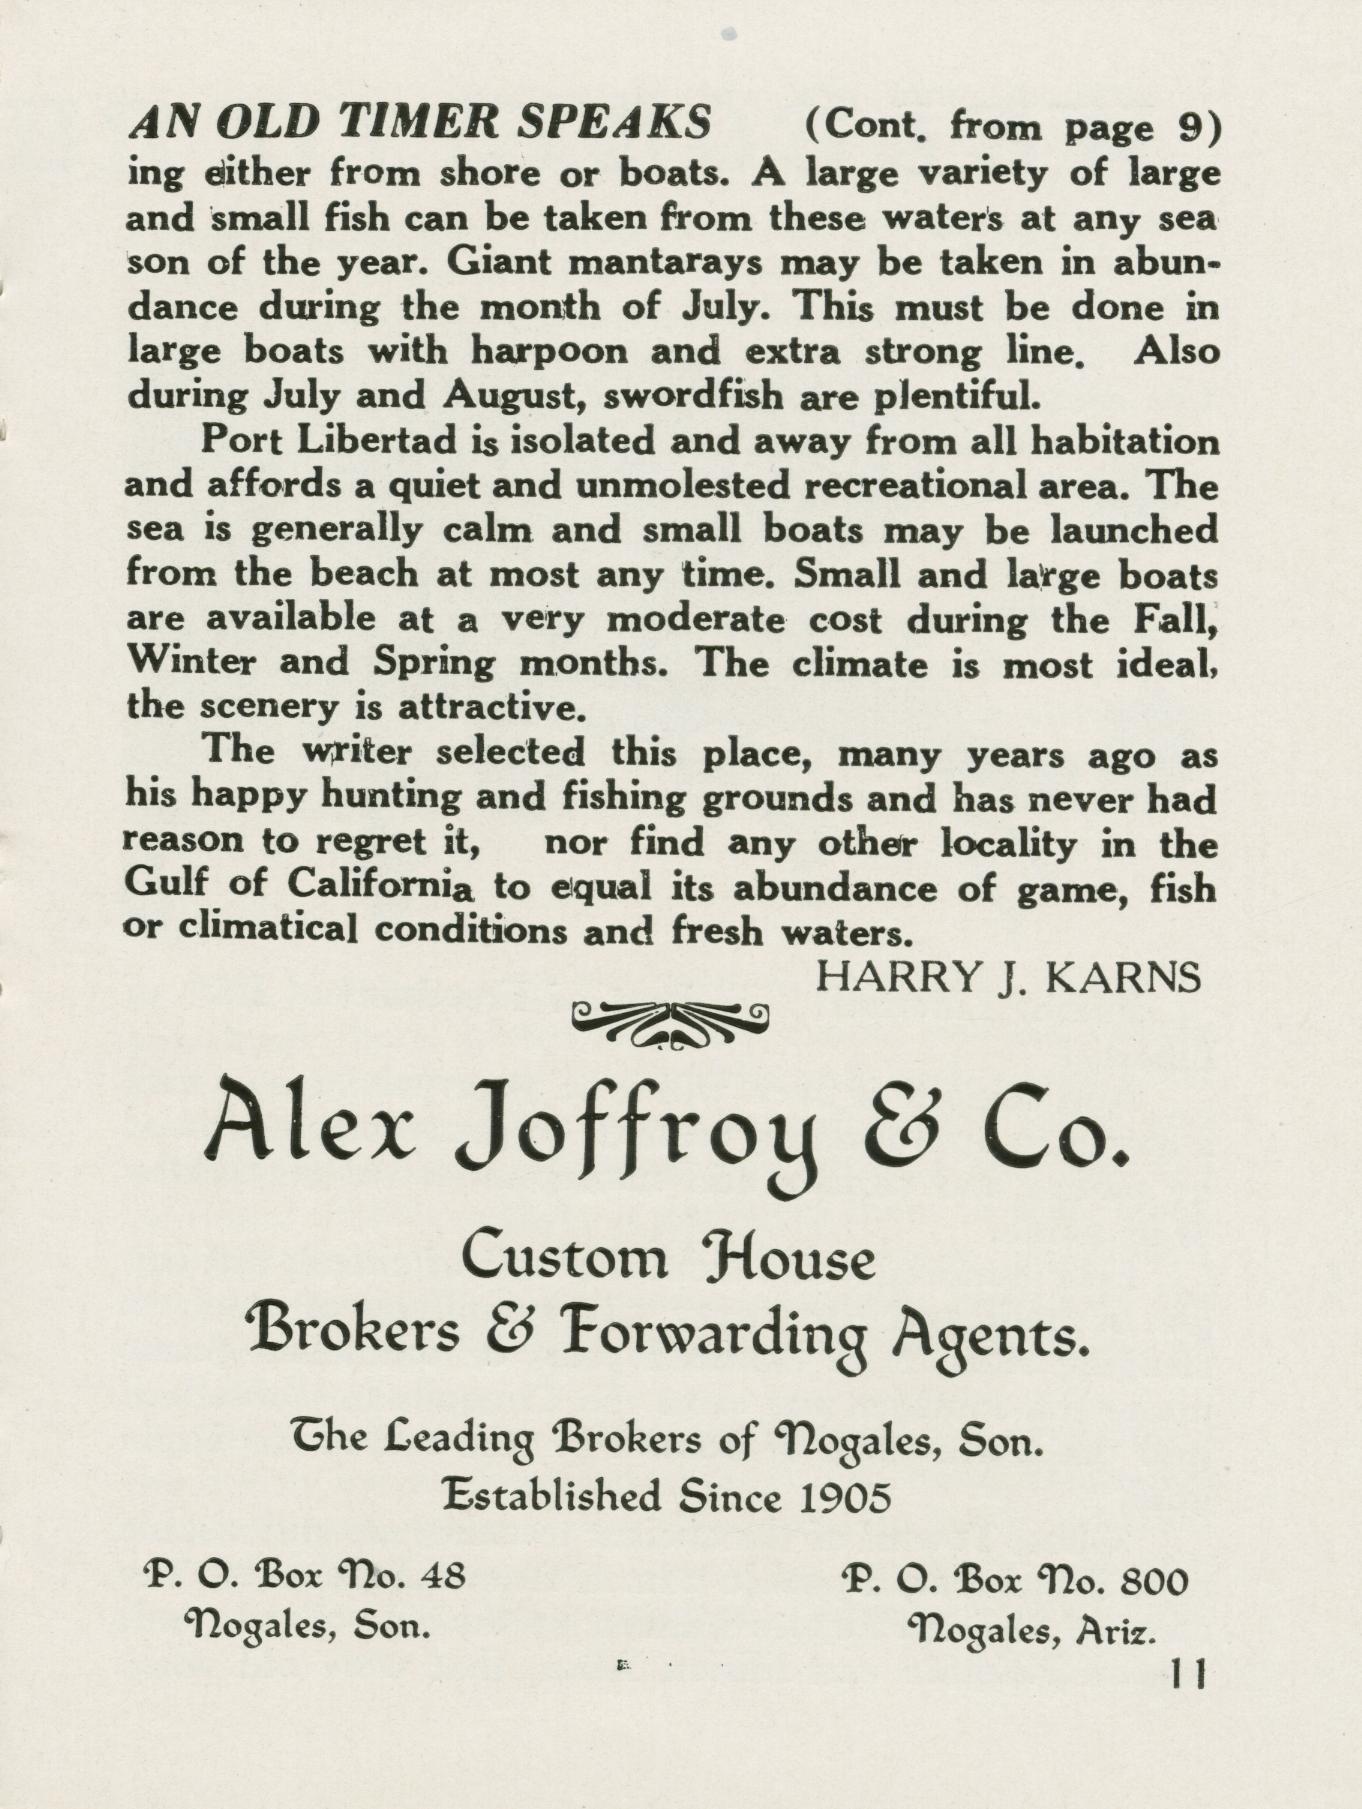 AN OLD TIMER SPEAKS (Cont. from page 9)
ing either from shore or boats. A large variety of large
and small fish can be taken from these waters at any sea
son of the year. Giant mantarays may be taken in abun-
dance during the month of July. This must be done in
large boats with harpoon and extra strong line. Also
during July and August, swordfish are plentiful.
Port Libertad is isolated and away from all habitation
and affords a quiet and unmolested recreational area. The
sea is generally calm and small boats may be launched
from the beach at most any time. Small and large boats
are available at a very moderate cost during the Fall,
Winter and Spring months. The climate is most ideal,
the scenery is attractive.
The writer selected this place, many years ago as
his happy hunting and fishing grounds and has never had
reason to regret it, nor find any other locality in the
Gulf of California to equal its abundance of game, fish
or climatical conditions and fresh waters.
HARRY J. KARNS
Alex Joffroy & Co.
Custom House
Brokers & Forwarding Agents.
The Leading Brokers of Nogales, Son.
Established Since 1905
P. O. Box No. 48
Nogales, Son.
P. O. Box No. 800
Nogales, Ariz.
11